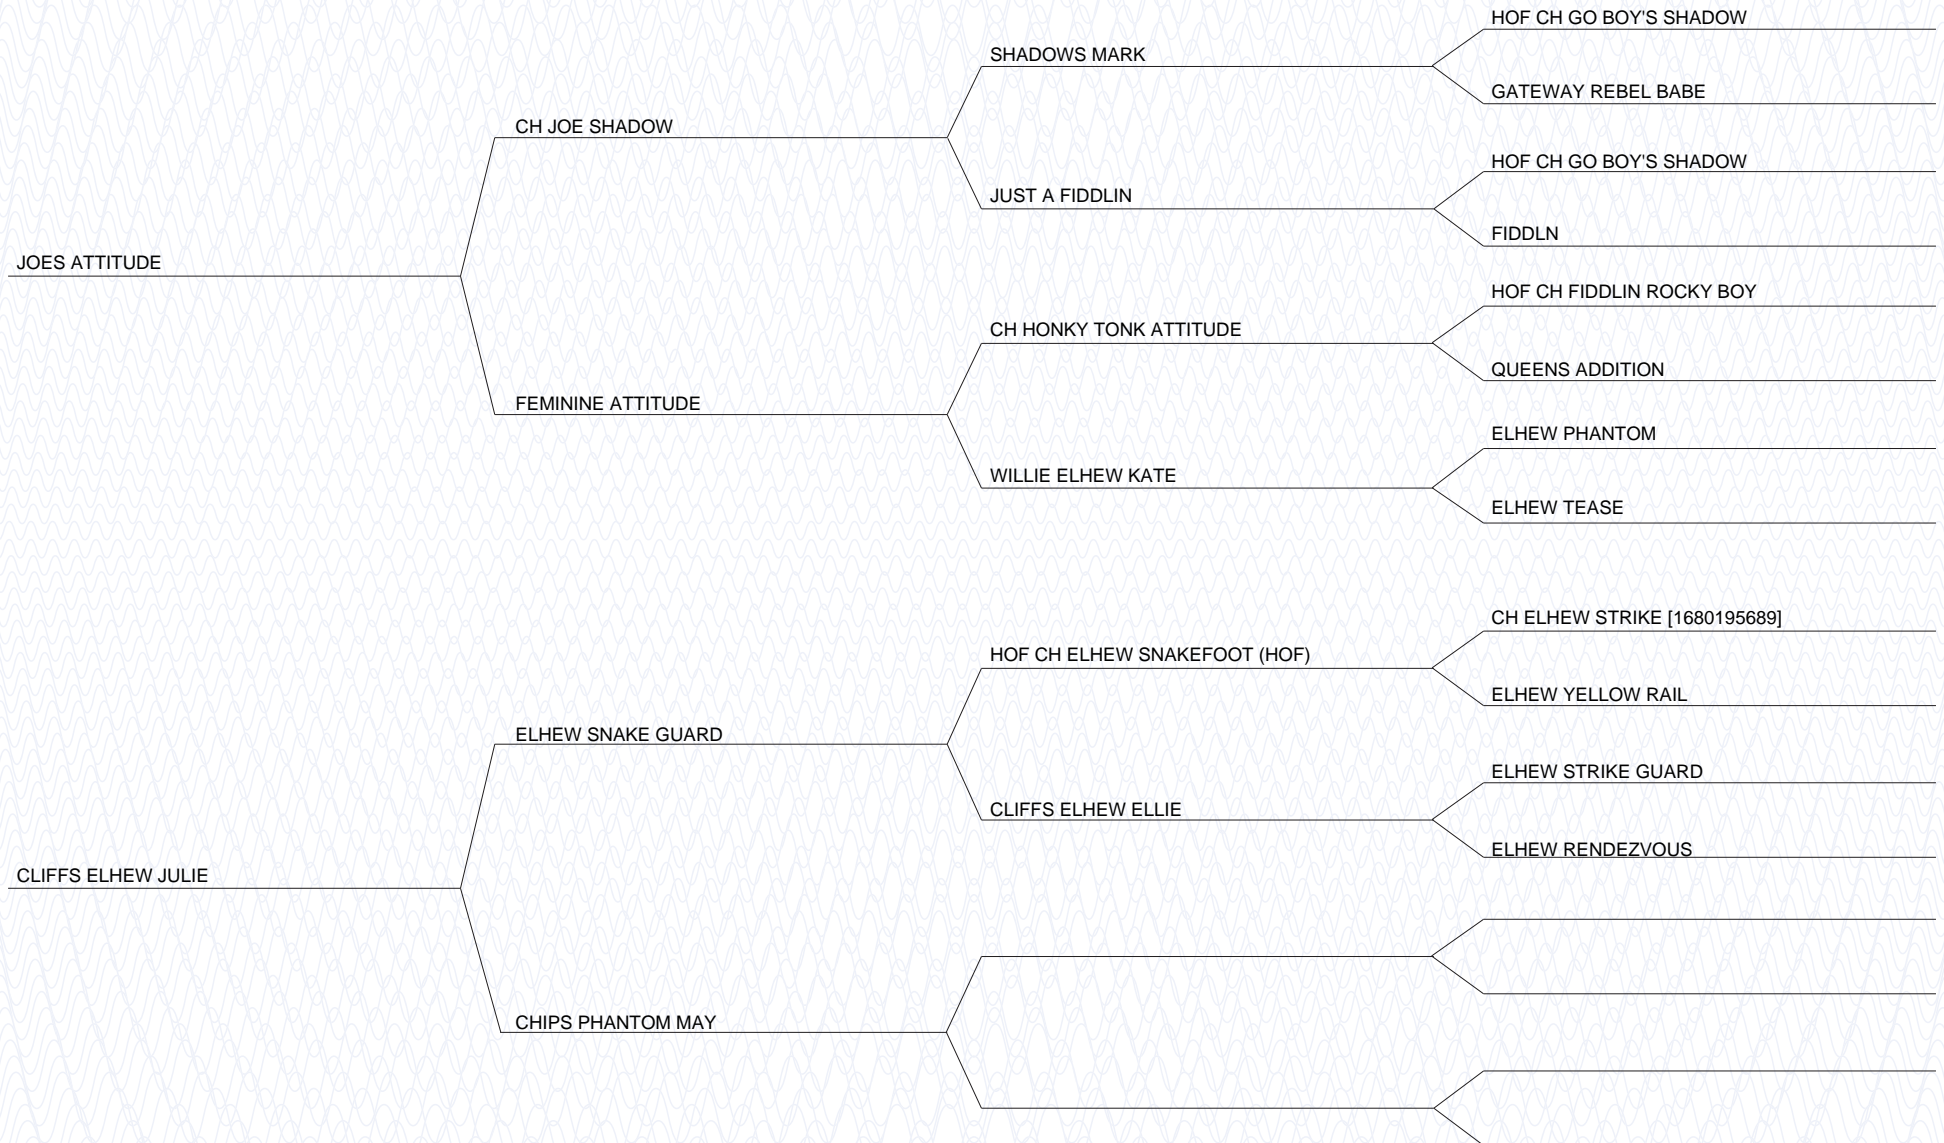 HOF CH GO BOY'S SHADOW
SHADOWS MARK
GATEWAY REBEL BABE
CH JOE SHADOW
HOF CH GO BOY'S SHADOW
JUST A FIDDLIN
FIDDLN
JOES ATTITUDE
HOF CH FIDDLIN ROCKY BOY
CH HONKY TONK ATTITUDE
QUEENS ADDITION
FEMININE ATTITUDE
ELHEW PHANTOM
WILLIE ELHEW KATE
ELHEW TEASE
CH ELHEW STRIKE [1680195689]
HOF CH ELHEW SNAKEFOOT (HOF)
ELHEW YELLOW RAIL
ELHEW SNAKE GUARD
ELHEW STRIKE GUARD
CLIFFS ELHEW ELLIE
ELHEW RENDEZVOUS
CLIFFS ELHEW JULIE
CHIPS PHANTOM MAY